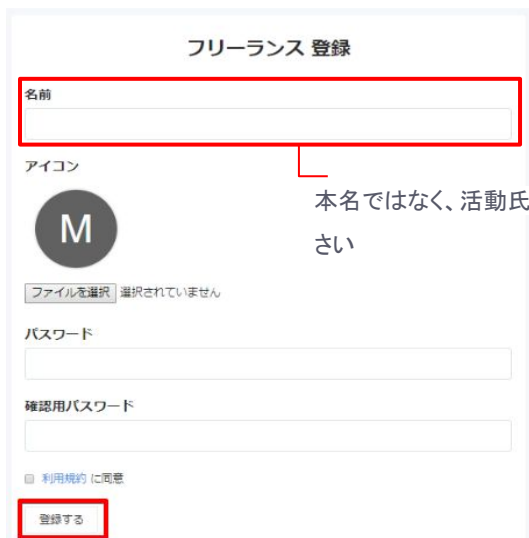 フリーランス 登録
名前
アイコン
本名ではなく、活動氏
さい
M
ファイルを選択 選択されていません
パスワード
確認用パスワード
利用規約 に同意
登録する